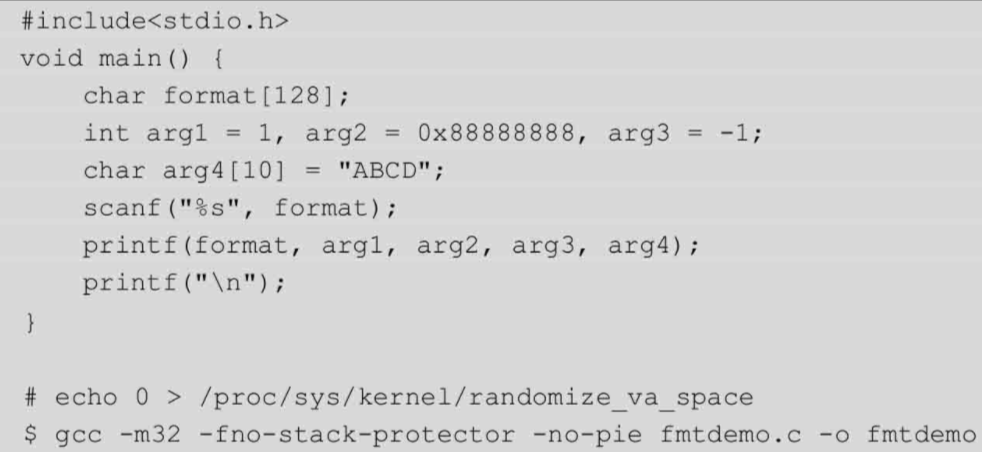 #include<stdio.h>
void main() {
    char format[128];
    int arg1 = 1, arg2 = 0x88888888, arg3 = -1;
    char arg4[10] = "ABCD";
    scanf("%s", format);
    printf(format, arg1, arg2, arg3, arg4);
    printf("\n");
}
# echo 0 > /proc/sys/kernel/randomize_va_space
$ gcc -m32 -fno-stack-protector -no-pie fmtdemo.c -o fmtdemo